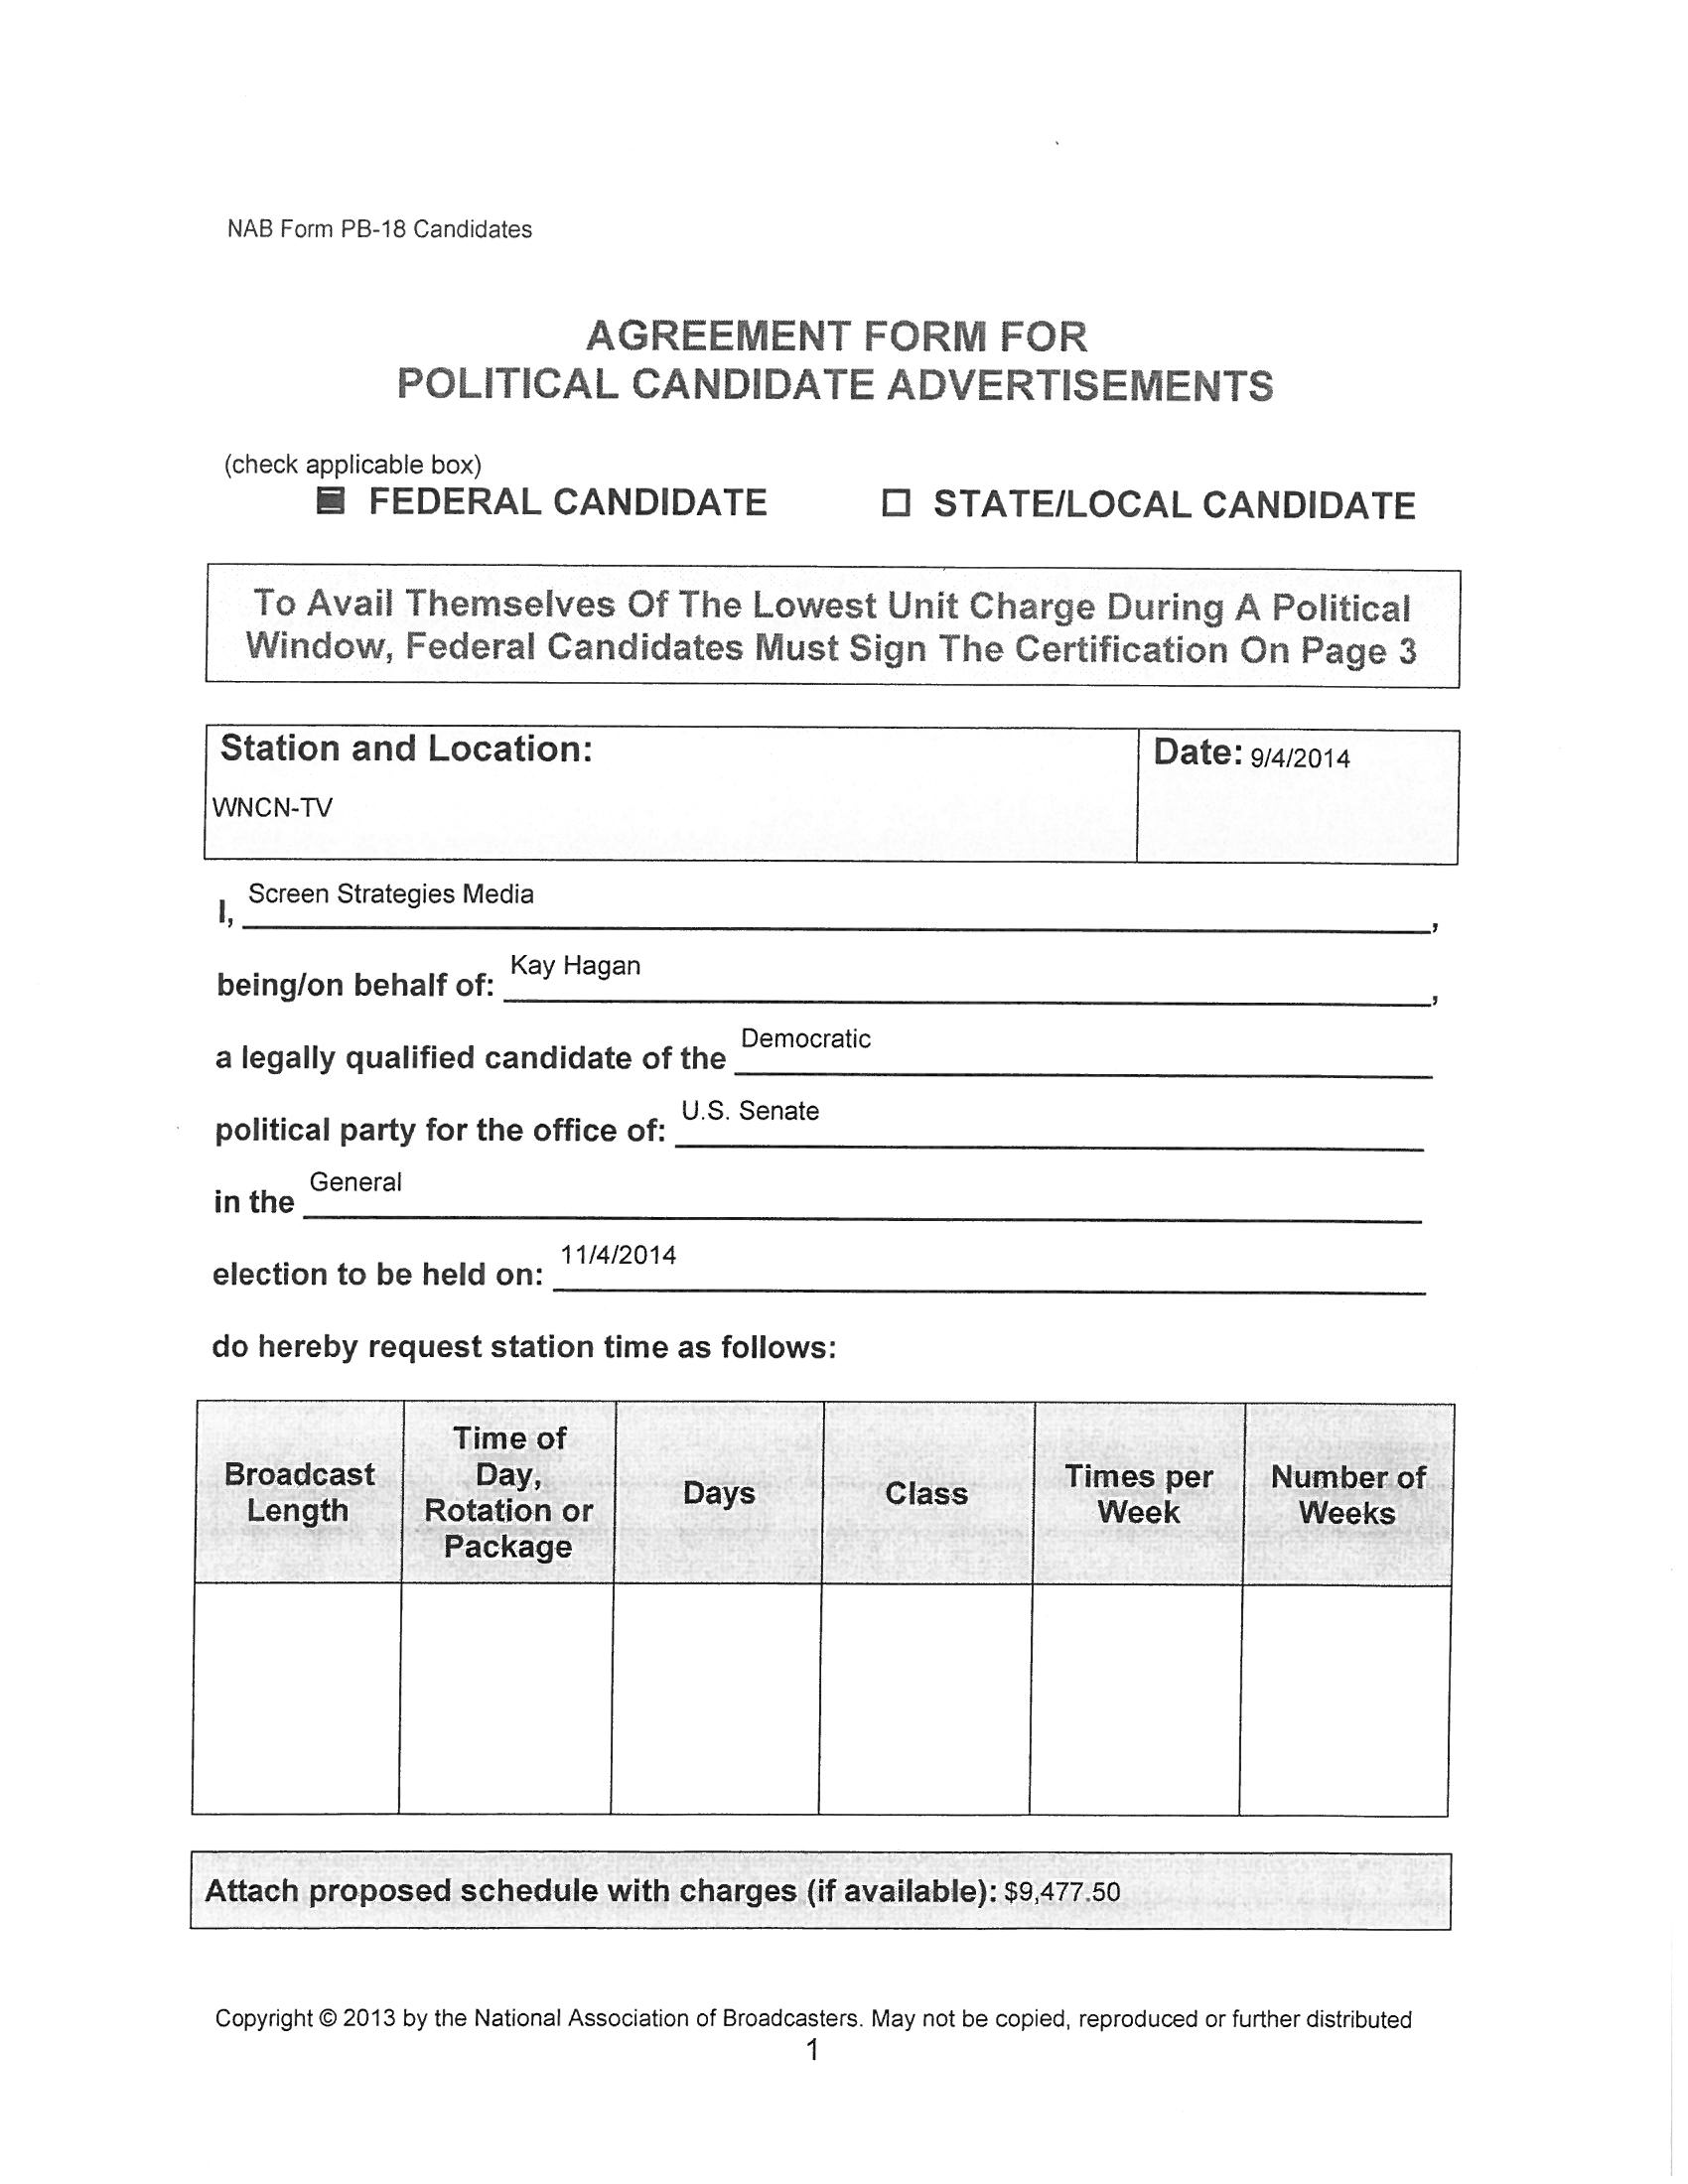 NAB Form PB-18 Candidates
AGREEMENT FORM FOR
POLITICAL CANDIDATE ADVERTISEMENTS
(check applicable box)
FEDERAL CANDIDATE
STATE/LOCAL CANDIDATE
To Avail Themselves Of The Lowest Unit Charge During A Political
Window, Federal Candidates Must Sign The Certification On Page 3
Station and Location:
Date: 9/4/2014
WNCN-TV
I, Screen Strategies Media,
being/on behalf of: Kay Hagan,
a legally qualified candidate of the Democratic
political party for the office of: U.S. Senate
in the General
election to be held on: 11/4/2014
do hereby request station time as follows:
Broadcast
Length
Time of
Day,
Rotation or
Package
Days
Class
Times per
Week
Number of
Weeks
Attach proposed schedule with charges (if available): $9,477.50
Copyright © 2013 by the National Association of Broadcasters. May not be copied, reproduced or further distributed
1